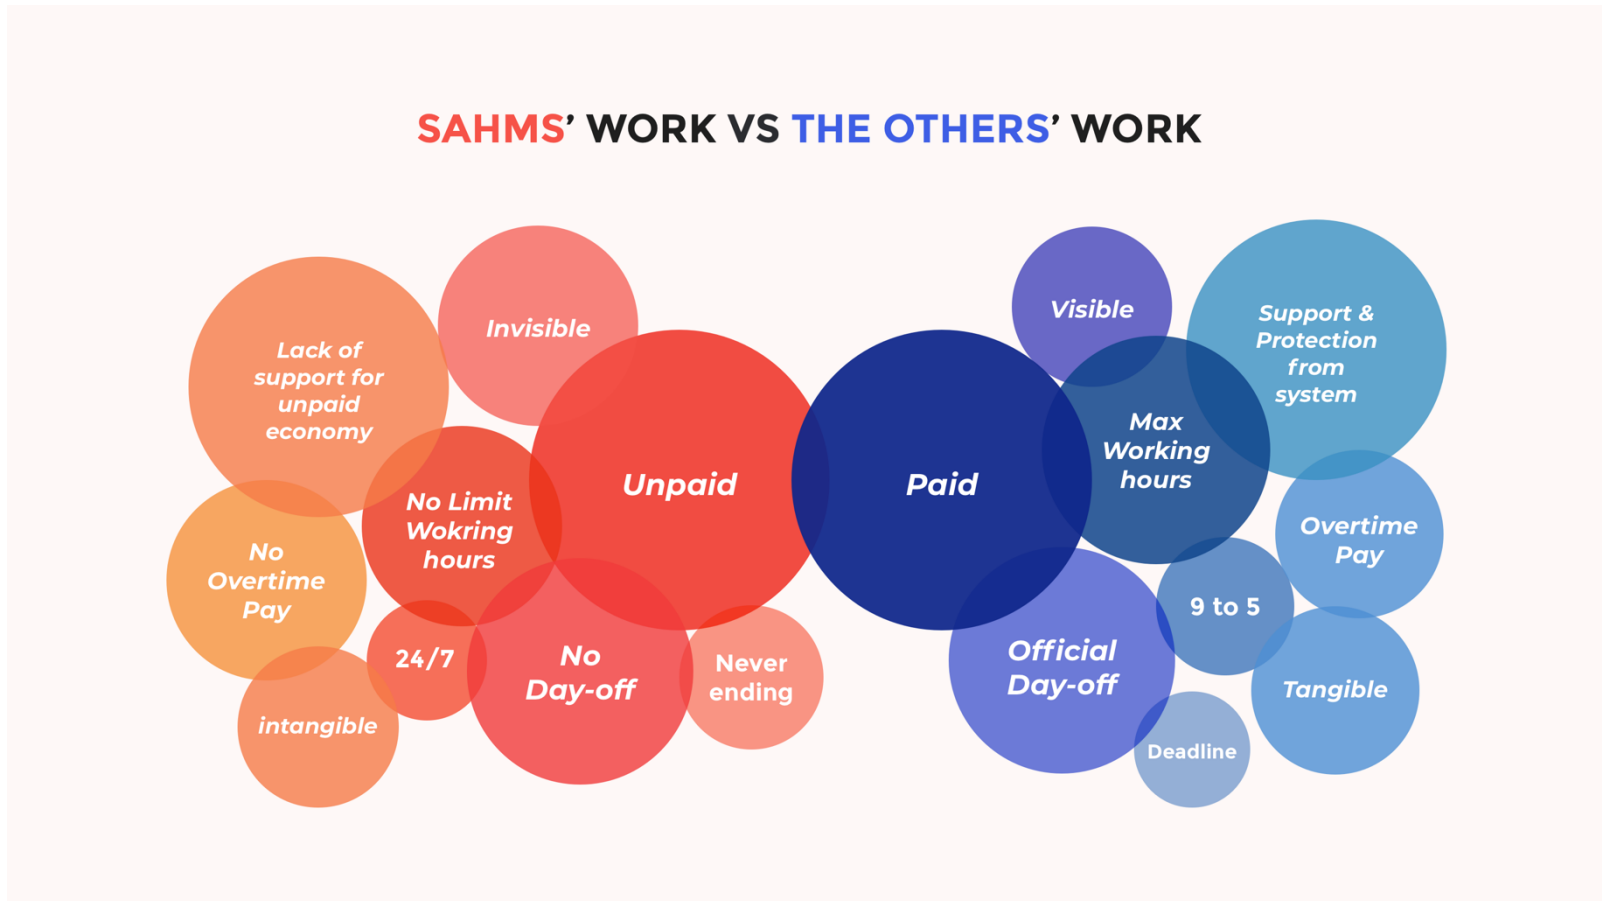 SAHMS’ WORK VS THE OTHERS’ WORK
Invisible
Lack of
support for
unpaid
economy
No Limit
Wokring
hours
Unpaid
No
Overtime
Pay
24/7
No
Day-off
Never
ending
intangible
Visible
Support &
Protection
from
system
Max
Working
hours
Paid
Overtime
Pay
9 to 5
Official
Day-off
Tangible
Deadline